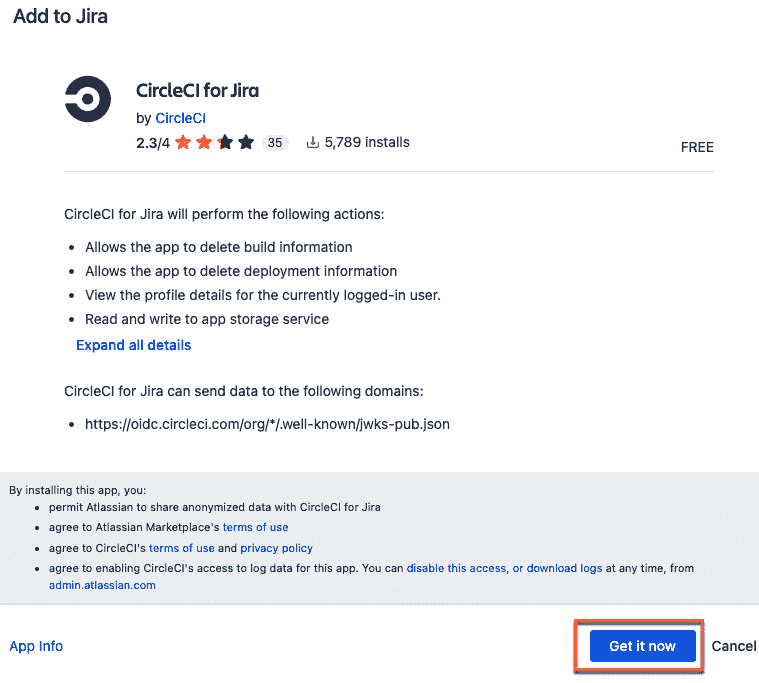 Add to Jira
CircleCI for Jira
by CircleCI
2.3/4 35 5,789 installs
FREE
CircleCI for Jira will perform the following actions:
• Allows the app to delete build information
• Allows the app to delete deployment information
• View the profile details for the currently logged-in user.
• Read and write to app storage service
Expand all details
CircleCI for Jira can send data to the following domains:
• https://oidc.circleci.com/org/*/.well-known/jwks-pub.json
By installing this app, you:
• permit Atlassian to share anonymized data with CircleCI for Jira
• agree to Atlassian Marketplace's terms of use
• agree to CircleCI's terms of use and privacy policy
• agree to enabling CircleCI's access to log data for this app. You can disable this access, or download logs at any time, from
admin.atlassian.com
App Info
Get it now
Cancel